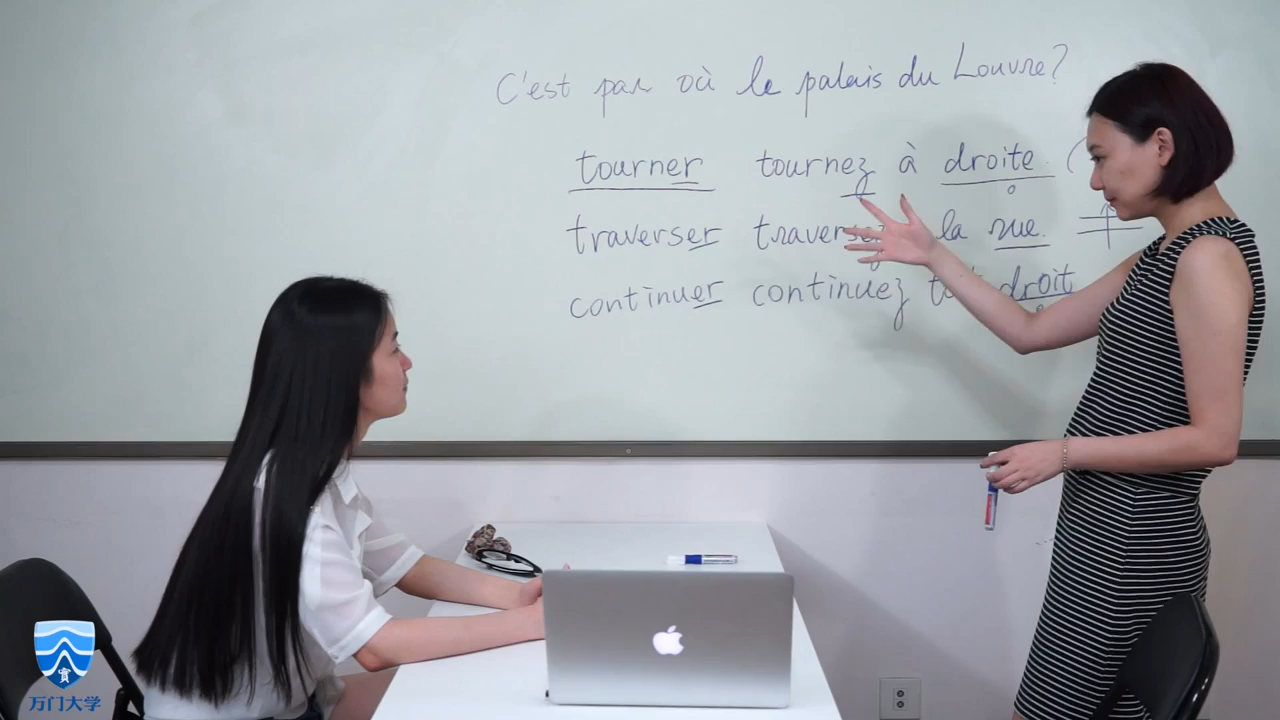 C'est par où le palais du Louvre?
tourner tournez à droite. (
traverser traversez la rue.
continuer continuez droit
万门大学